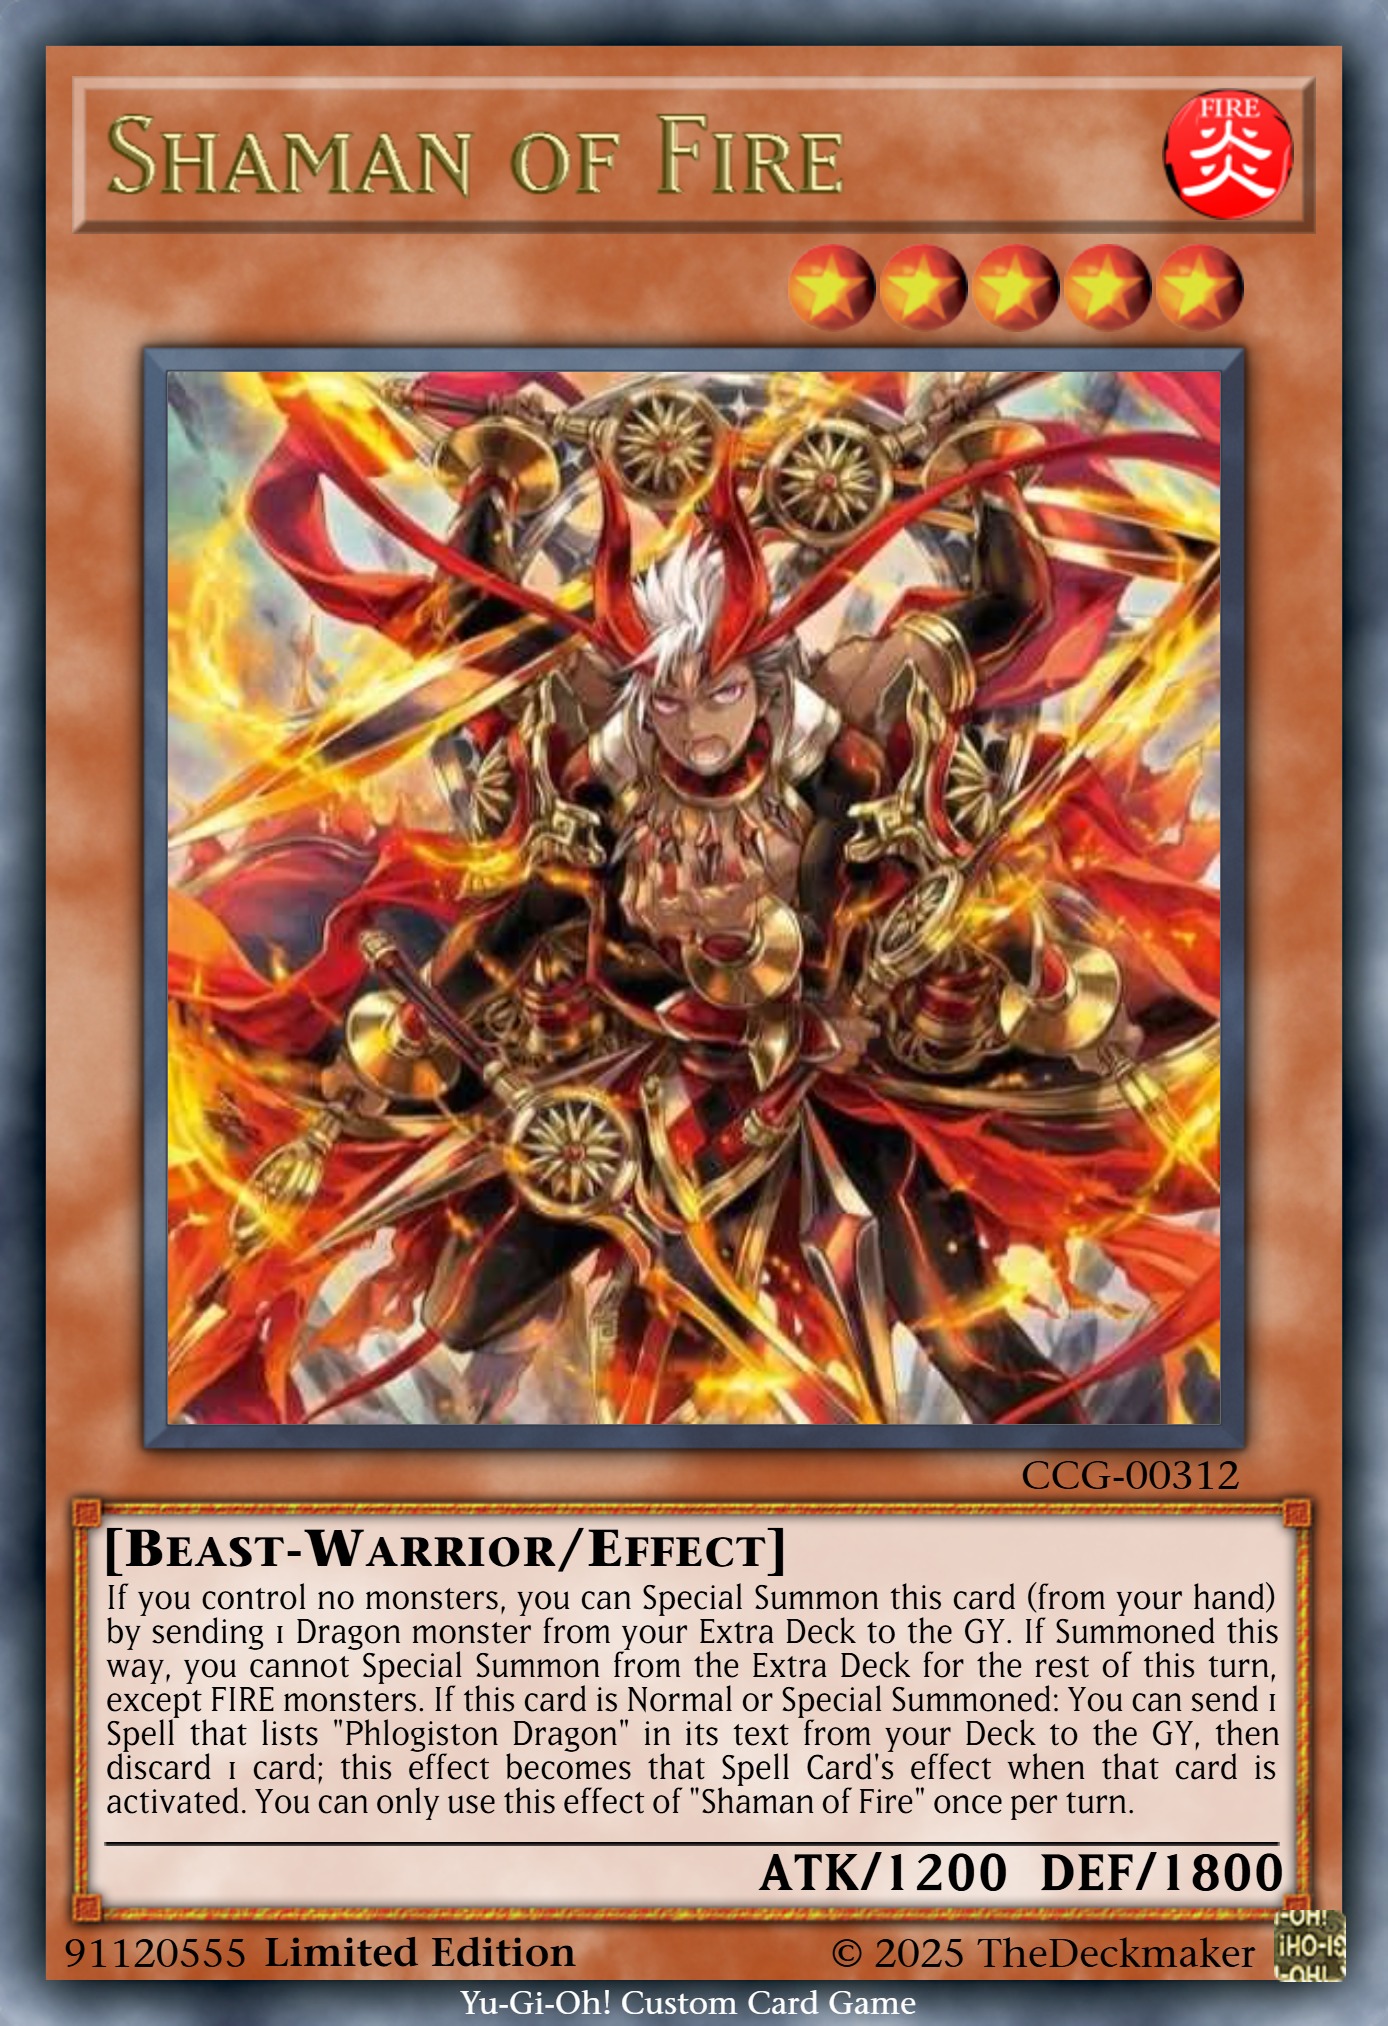 Shaman of Fire
FIRE
炎
CCG-00312
[Beast-Warrior/Effect]
If you control no monsters, you can Special Summon this card (from your hand)
by sending 1 Dragon monster from your Extra Deck to the GY. If Summoned this
way, you cannot Special Summon from the Extra Deck for the rest of this turn,
except FIRE monsters. If this card is Normal or Special Summoned: You can send 1
Spell that lists "Phlogiston Dragon" in its text from your Deck to the GY, then
discard 1 card; this effect becomes that Spell Card's effect when that card is
activated. You can only use this effect of "Shaman of Fire" once per turn.
ATK/1200 DEF/1800
91120555 Limited Edition
© 2025 TheDeckmaker
Yu-Gi-Oh! Custom Card Game